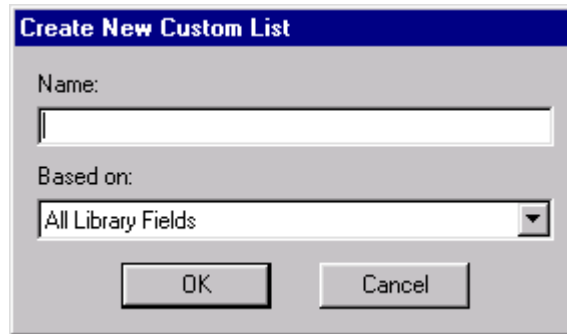 Create New Custom List
Name:
Based on:
All Library Fields
OK
Cancel